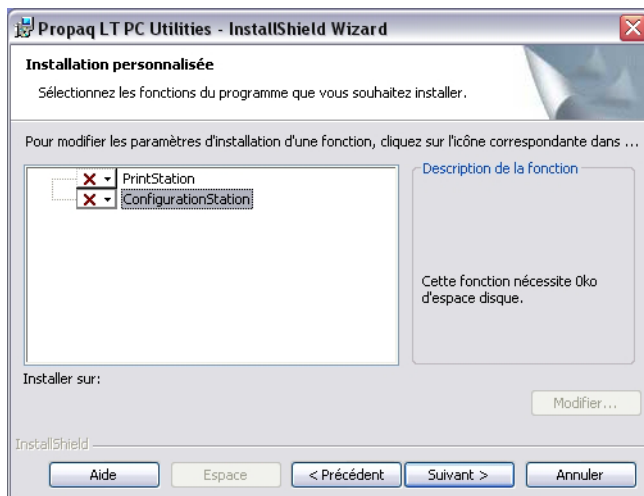 Propaq LT PC Utilities - InstallShield Wizard
Installation personnalisée
Sélectionnez les fonctions du programme que vous souhaitez installer.
Pour modifier les paramètres d'installation d'une fonction, cliquez sur l'icône correspondante dans ...
PrintStation
ConfigurationStation
Description de la fonction
Cette fonction nécessite 0ko
d'espace disque.
Installer sur:
Modifier...
InstallShield
Aide
Espace
< Précédent
Suivant >
Annuler